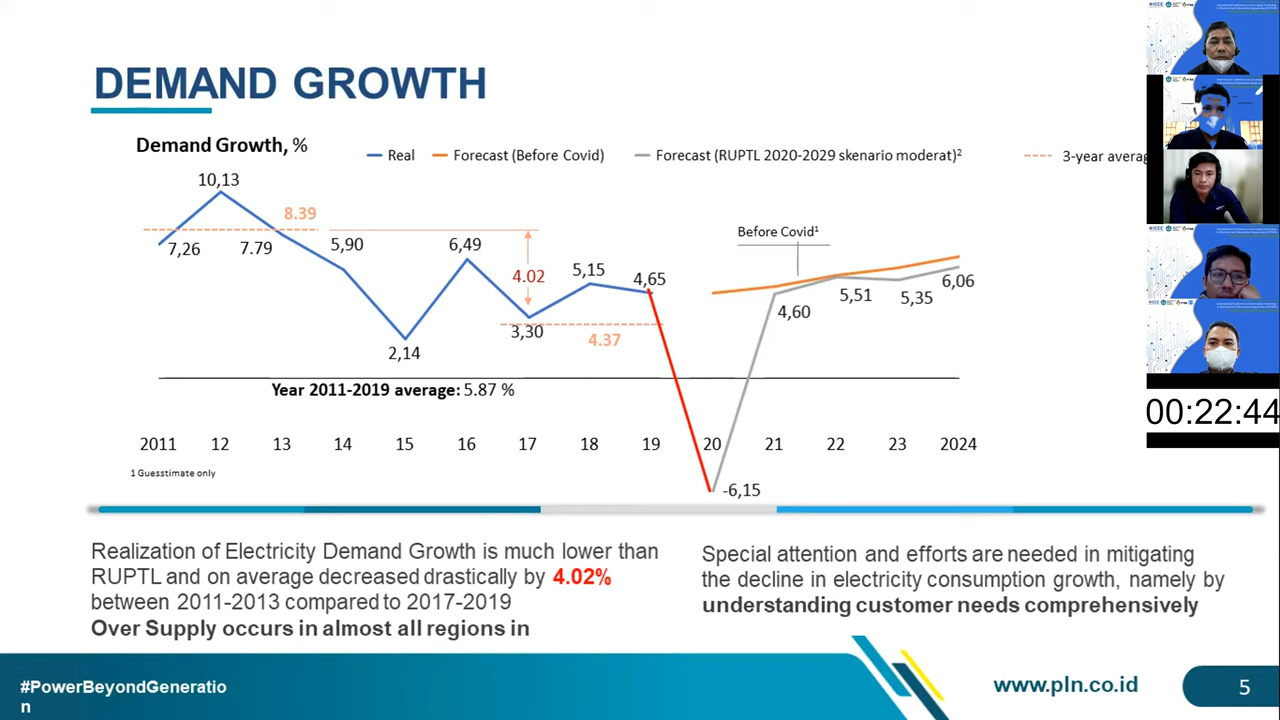 DEMAND GROWTH
Demand Growth, %
Real
Forecast (Before Covid)
Forecast (RUPTL 2020-2029 skenario moderat)²
3-year averag
10,13
8.39
7,26
7.79
5,90
6,49
4.02
5,15
4,65
Before Covid¹
2,14
3,30
4.37
4,60
5,51
5,35
6,06
Year 2011-2019 average: 5.87 %
2011 12 13 14 15 16 17 18 19 20 21 22 23 2024
1 Guesstimate only
-6,15
00:22:44
Realization of Electricity Demand Growth is much lower than
RUPTL and on average decreased drastically by 4.02%
between 2011-2013 compared to 2017-2019
Over Supply occurs in almost all regions in
Special attention and efforts are needed in mitigating
the decline in electricity consumption growth, namely by
understanding customer needs comprehensively
#PowerBeyondGeneratio
n
www.pln.co.id
5